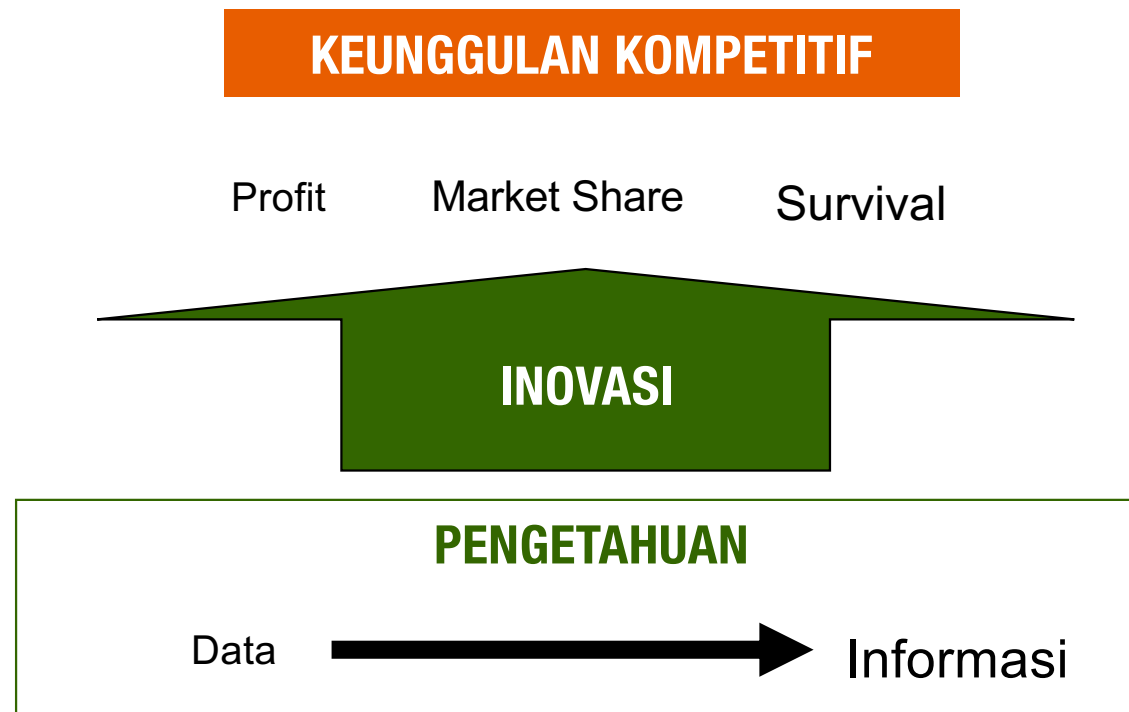 KEUNGGULAN KOMPETITIF
Profit Market Share Survival
INOVASI
PENGETAHUAN
Data Informasi